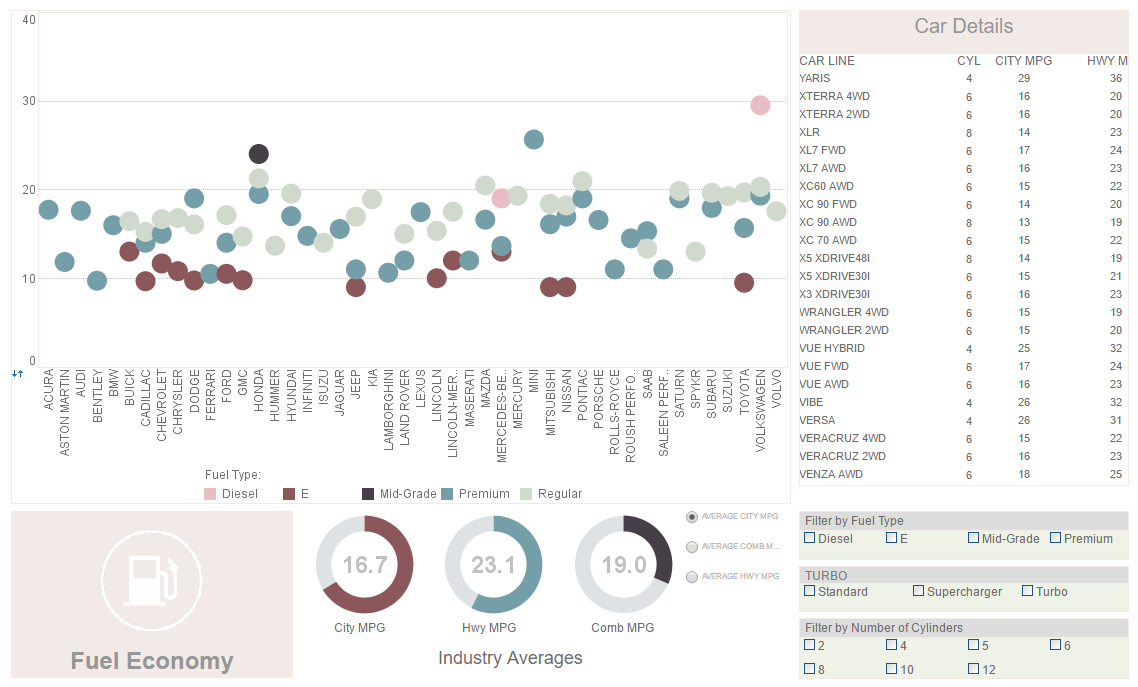 40
30
20
10
0
ACURA
ASTON MARTIN
AUDI
BENTLEY
BMW
BUICK
CADILLAC
CHEVROLET
CHRYSLER
DODGE
FERRARI
FORD
GMC
HONDA
HUMMER
HYUNDAI
INFINITI
ISUZU
JAGUAR
JEEP
KIA
LAMBORGHINI
LAND ROVER
LEXUS
LINCOLN
LINCOLN-MER..
MASERATI
MAZDA
MERCEDES-BE..
MERCURY
MINI
MITSUBISHI
NISSAN
PONTIAC
PORSCHE
ROLLS-ROYCE
ROUSH PERFO..
SAAB
SALEEN PERF..
SATURN
SPYKR
SUBARU
SUZUKI
TOYOTA
VOLKSWAGEN
VOLVO
Fuel Type:
Diesel E Mid-Grade Premium Regular
Car Details
CAR LINE CYL CITY MPG HWY M
YARIS 4 29 36
XTERRA 4WD 6 16 20
XTERRA 2WD 6 16 20
XLR 8 14 23
XL7 FWD 6 17 24
XL7 AWD 6 16 23
XC60 AWD 6 15 22
XC 90 FWD 6 14 20
XC 90 AWD 8 13 19
XC 70 AWD 6 15 22
X5 XDRIVE48I 8 14 19
X5 XDRIVE30I 6 15 21
X3 XDRIVE30I 6 16 23
WRANGLER 4WD 6 15 19
WRANGLER 2WD 6 15 20
VUE HYBRID 4 25 32
VUE FWD 6 17 24
VUE AWD 6 16 23
VIBE 4 26 32
VERSA 4 26 31
VERACRUZ 4WD 6 15 22
VERACRUZ 2WD 6 16 23
VENZA AWD 6 18 25
Fuel Economy
16.7 23.1 19.0
City MPG Hwy MPG Comb MPG
Industry Averages
AVERAGE CITY MPG
AVERAGE COMB M...
AVERAGE HWY MPG
Filter by Fuel Type
Diesel E Mid-Grade Premium
TURBO
Standard Supercharger Turbo
Filter by Number of Cylinders
2 4 5 6
8 10 12